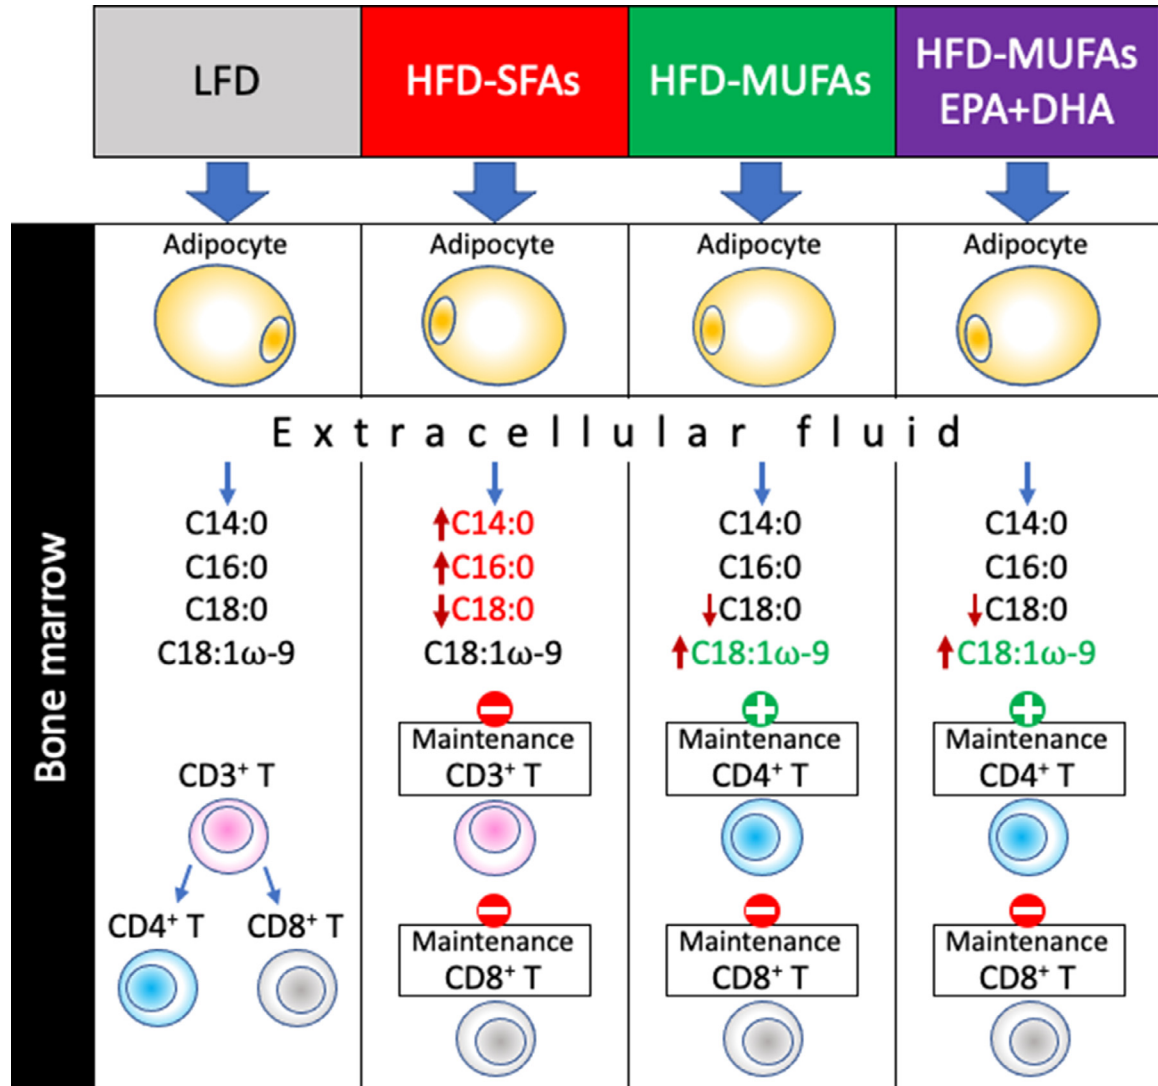 LFD
HFD-SFAs
HFD-MUFAs
HFD-MUFAs
EPA+DHA
Bone marrow
Adipocyte
Adipocyte
Adipocyte
Adipocyte
Extracellular fluid
C14:0
C16:0
C18:0
C18:1ω-9
CD3⁺ T
CD4⁺ T
CD8⁺ T
C14:0
C16:0
C18:0
C18:1ω-9
Maintenance
CD3⁺ T
Maintenance
CD8⁺ T
C14:0
C16:0
C18:0
C18:1ω-9
Maintenance
CD4⁺ T
Maintenance
CD8⁺ T
C14:0
C16:0
C18:0
C18:1ω-9
Maintenance
CD4⁺ T
Maintenance
CD8⁺ T